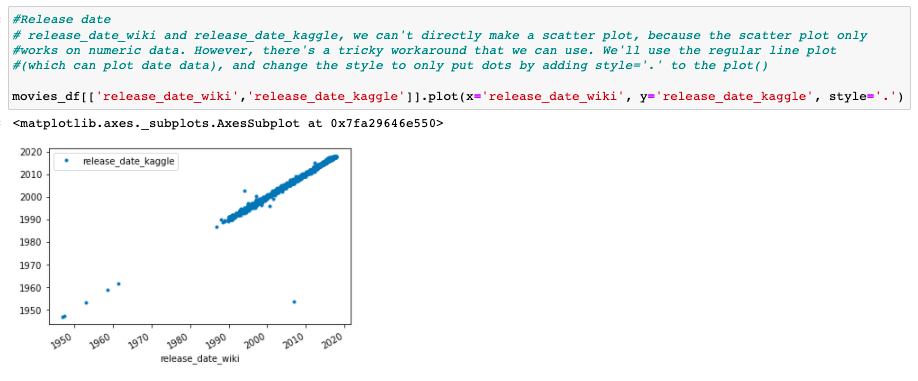 #Release date
# release_date_wiki and release_date_kaggle, we can't directly make a scatter plot, because the scatter plot only
#works on numeric data. However, there's a tricky workaround that we can use. We'll use the regular line plot
#(which can plot date data), and change the style to only put dots by adding style='.' to the plot()
movies_df[['release_date_wiki','release_date_kaggle']].plot(x='release_date_wiki', y='release_date_kaggle', style='.')
<matplotlib.axes._subplots.AxesSubplot at 0x7fa29646e550>
release_date_kaggle
2020
2010
2000
1990
1980
1970
1960
1950
1950 1960 1970 1980 1990 2000 2010 2020
release_date_wiki